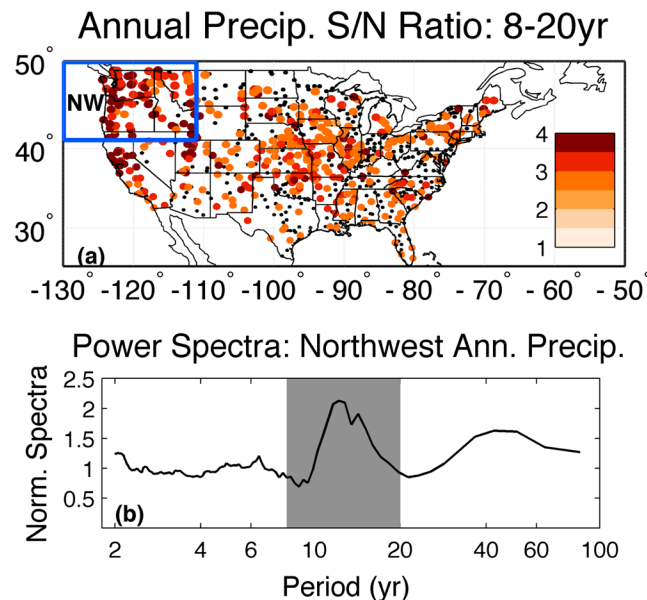 Annual Precip. S/N Ratio: 8-20yr
50°
NW
40°
4
3
30°
2
(a)
1
-130° -120° -110° -100° - 90° - 80° - 70° - 60° - 50°
Power Spectra: Northwest Ann. Precip.
2.5
2
1.5
1
0.5
Norm. Spectra
(b)
2 4 6 10 20 40 60 100
Period (yr)